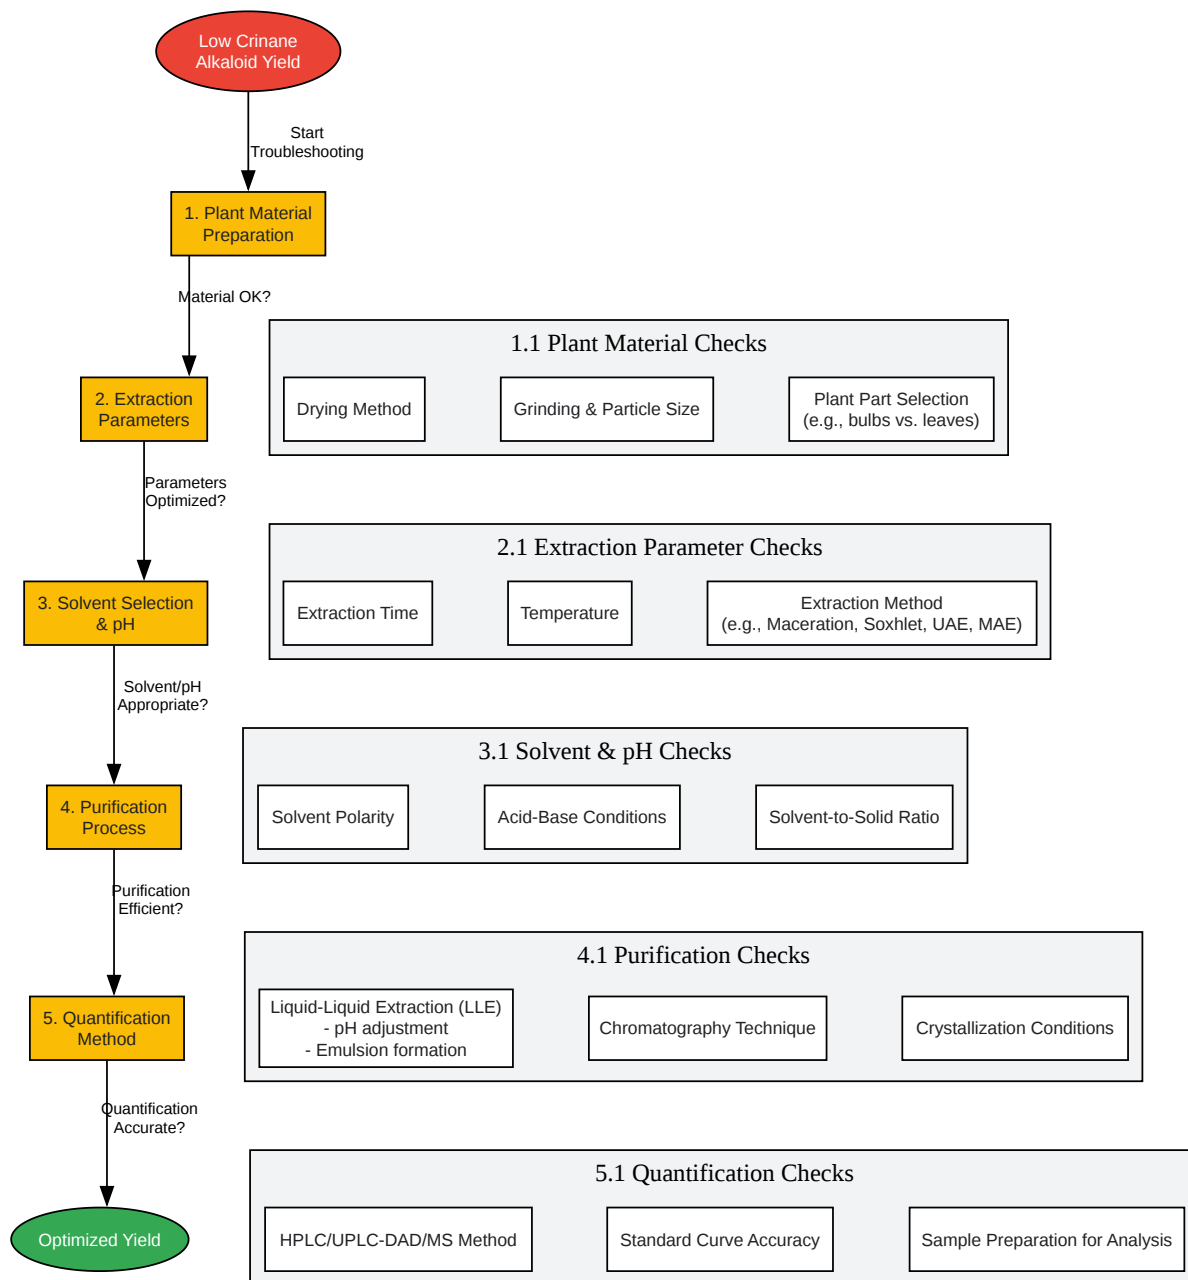 Low Crinane
Alkaloid Yield
Start
Troubleshooting
1. Plant Material
Preparation
Material OK?
1.1 Plant Material Checks
2. Extraction
Parameters
Drying Method
Grinding & Particle Size
Plant Part Selection
(e.g., bulbs vs. leaves)
Parameters
Optimized?
2.1 Extraction Parameter Checks
3. Solvent Selection
& pH
Extraction Time
Temperature
Extraction Method
(e.g., Maceration, Soxhlet, UAE, MAE)
Solvent/pH
Appropriate?
3.1 Solvent & pH Checks
4. Purification
Process
Solvent Polarity
Acid-Base Conditions
Solvent-to-Solid Ratio
Purification
Efficient?
4.1 Purification Checks
5. Quantification
Method
Liquid-Liquid Extraction (LLE)
- pH adjustment
- Emulsion formation
Chromatography Technique
Crystallization Conditions
Quantification
Accurate?
5.1 Quantification Checks
Optimized Yield
HPLC/UPLC-DAD/MS Method
Standard Curve Accuracy
Sample Preparation for Analysis